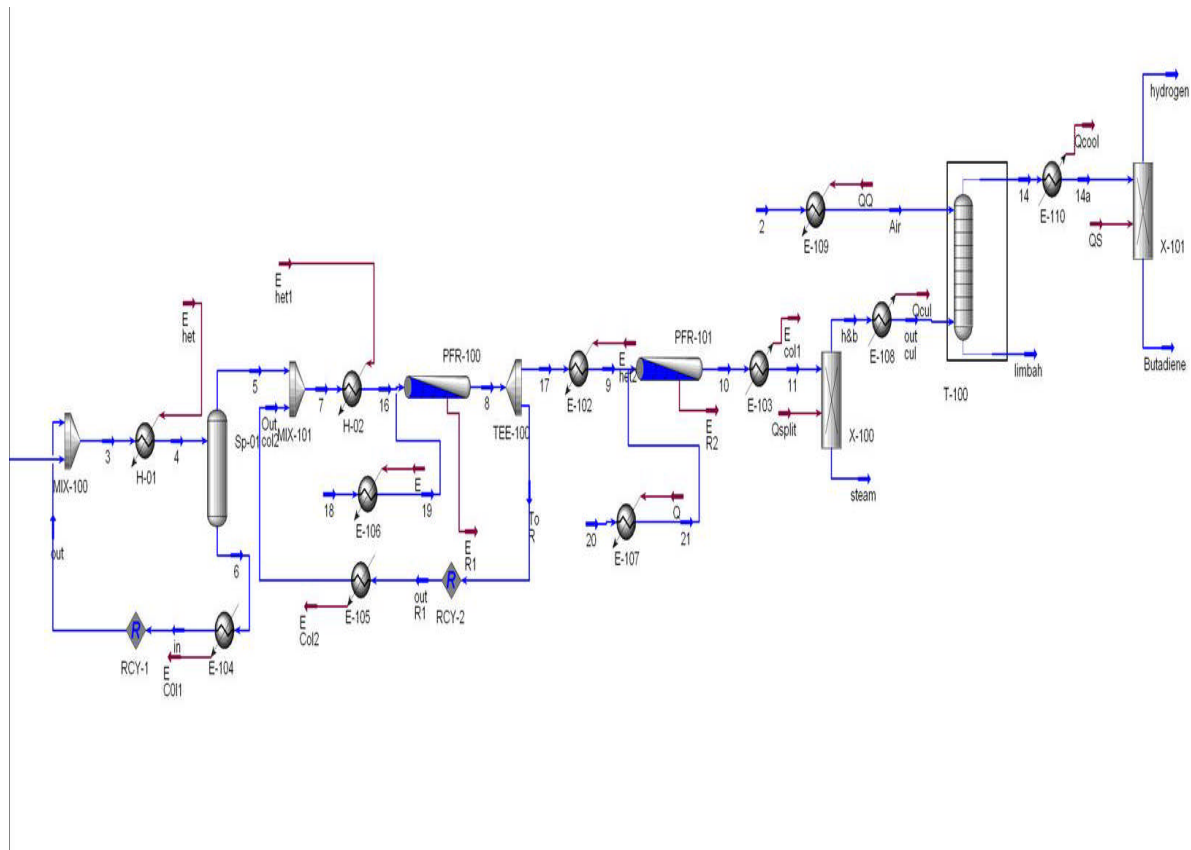 hydrogen
Qcool
14
14a
E-110
QS
X-101
Butadiene
2
QQ
E-109
Air
T-100
limbah
h&b
Qcul
E-108
out
cul
E
het1
E
het
5
Out
col2
MIX-101
7
H-02
16
PFR-100
8
TEE-100
17
E-102
E
het2
9
PFR-101
10
E
col1
E-103
11
Qsplit
X-100
steam
E
R2
MIX-100
3
H-01
4
Sp-01
18
E-106
E
19
E
R1
To
R
20
E-107
Q
21
out
6
RCY-1
in
E
C0l1
E-104
E
Col2
E-105
out
R1
RCY-2
R
R